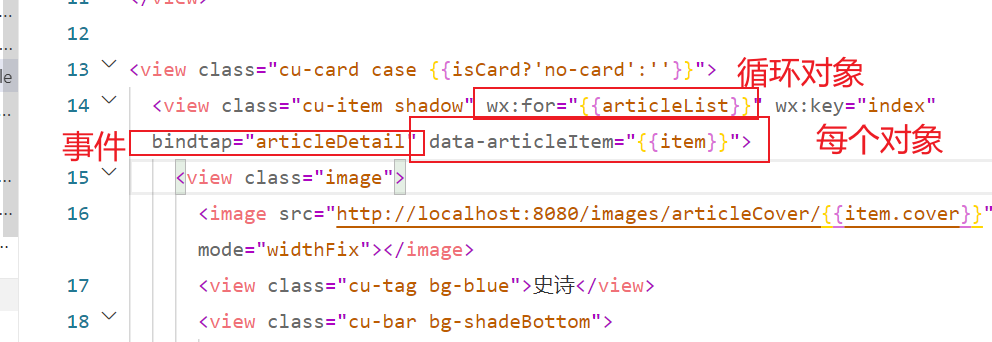 ...
11 </view>
...
12
13 <view class="cu-card case {{isCard?'no-card':''}}">
循环对象
le
14 <view class="cu-item shadow" wx:for="{{articleList}}" wx:key="index"
事件
bindtap="articleDetail" data-articleItem="{{item}}">
每个对象
15 <view class="image">
16 <image src="http://localhost:8080/images/articleCover/{{item.cover}}"
mode="widthFix"></image>
17 <view class="cu-tag bg-blue">史诗</view>
18 <view class="cu-bar bg-shadeBottom">